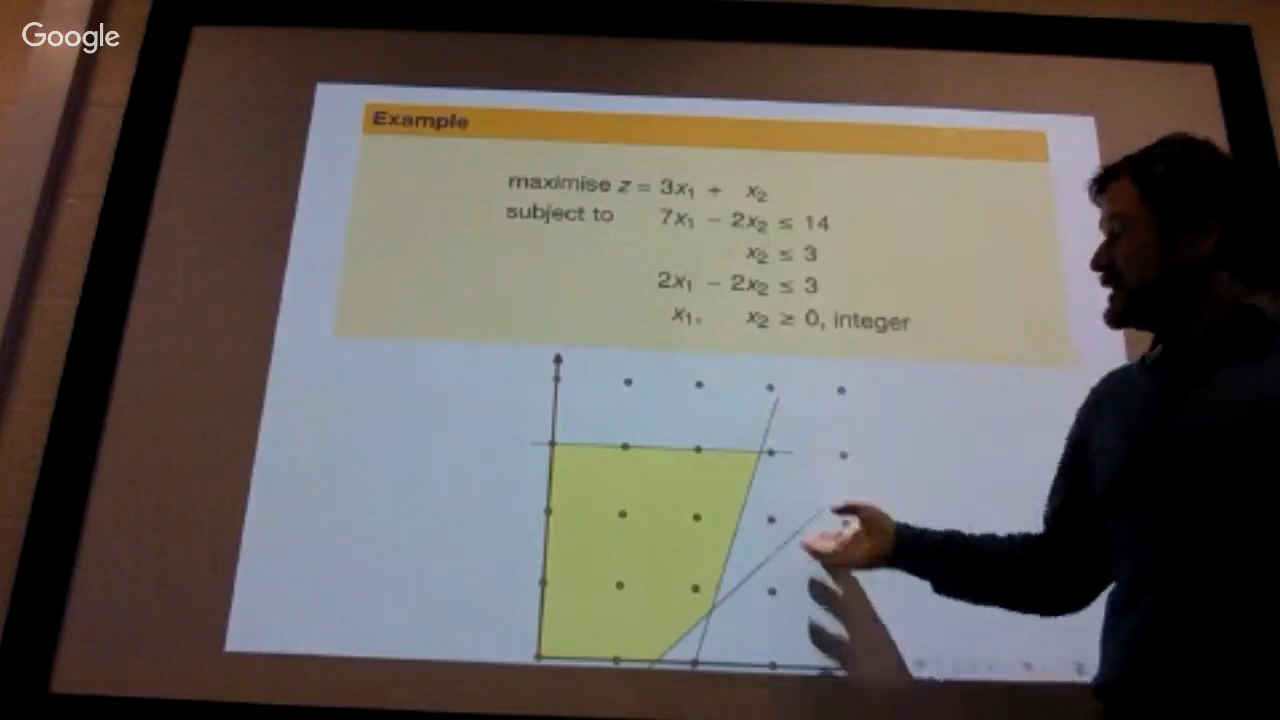 Google
Example
maximise z = 3x₁ + x₂
subject to 7x₁ − 2x₂ ≤ 14
x₂ ≤ 3
2x₁ − 2x₂ ≤ 3
x₁, x₂ ≥ 0, integer